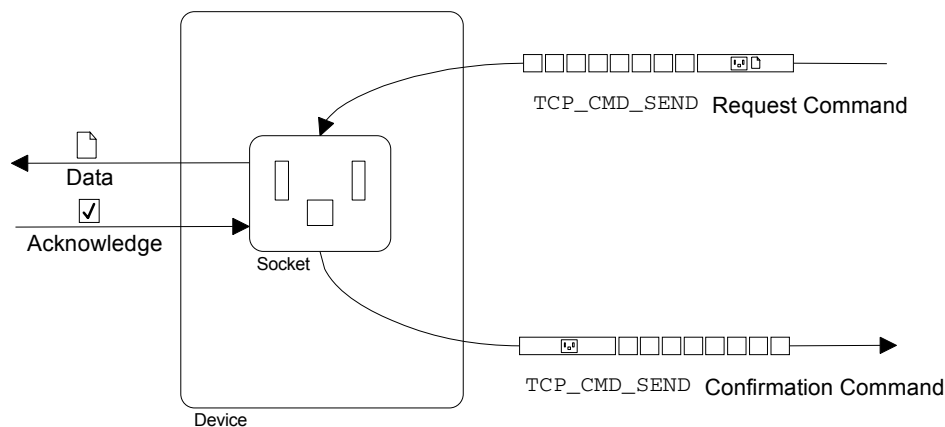 TCP_CMD_SEND Request Command
Data
Acknowledge
Socket
TCP_CMD_SEND Confirmation Command
Device